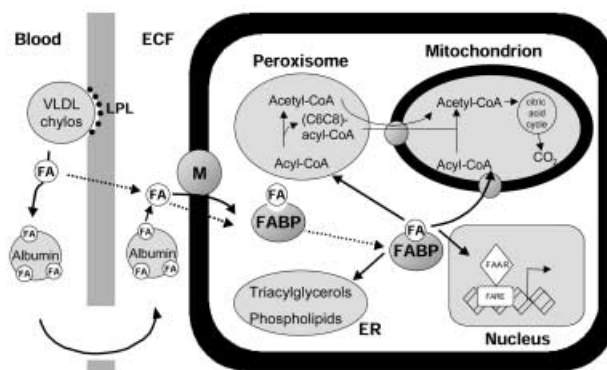 Blood
ECF
VLDL
chylos
LPL
FA
FA
FA
Albumin
FA
FA
FA
Albumin
FA
FA
M
Peroxisome
Acetyl-CoA
(C6C8)-
acyl-CoA
Acyl-CoA
Mitochondrion
Acetyl-CoA
citric
acid
cycle
CO2
Acyl-CoA
FA
FABP
FA
FABP
Triacylglycerols
Phospholipids
ER
FAAR
FARE
Nucleus